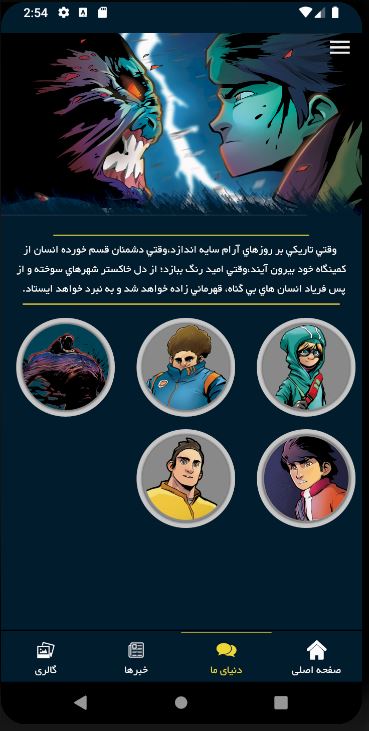 2:54
وقتي تاريكي بر روزهاي آرام سايه اندازد،وقتي دشمنان قسم خورده انسان از
كمينگاه خود بيرون آيند،وقتي اميد رنگ ببازد؛ از دل خاكستر شهرهاي سوخته و از
پس فرياد انسان هاي بي گناه، قهرماني زاده خواهد شد و به نبرد خواهد ايستاد.
صفحه اصلی
دنیای ما
خبرها
گالری